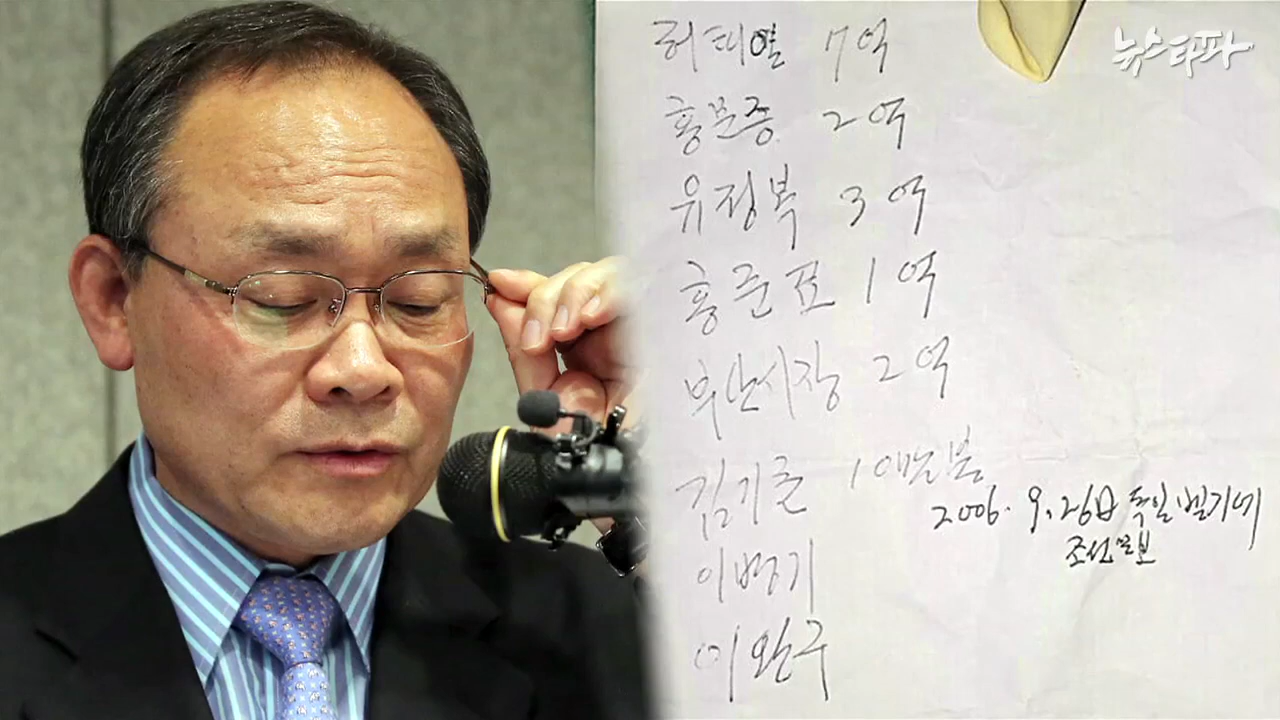 뉴스타파
허태열 7억
홍문종 2억
유정복 3억
홍준표 1억
부산시장 2억
김기춘 10만불
2006. 9.26日 독일 벨기에
조선일보
이병기
이완구